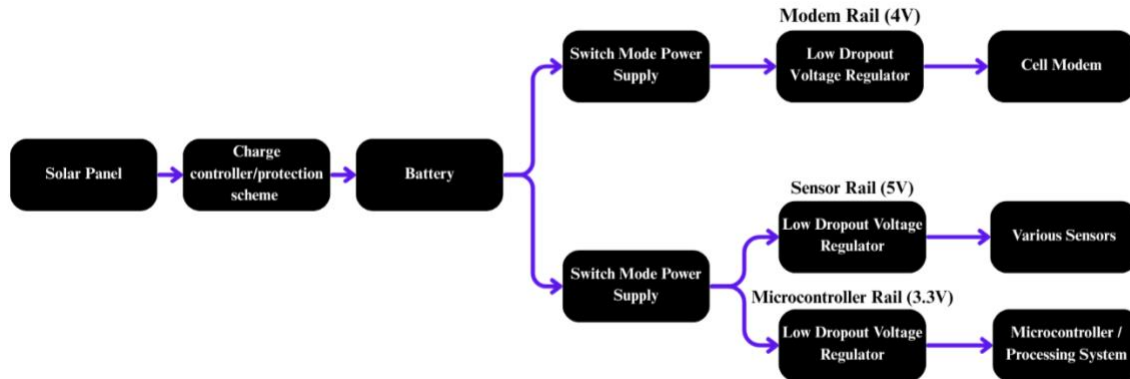 Modem Rail (4V)
Switch Mode Power
Supply
Low Dropout
Voltage Regulator
Cell Modem
Solar Panel
Charge
controller/protection
scheme
Battery
Sensor Rail (5V)
Low Dropout Voltage
Regulator
Various Sensors
Switch Mode Power
Supply
Microcontroller Rail (3.3V)
Low Dropout Voltage
Regulator
Microcontroller /
Processing System